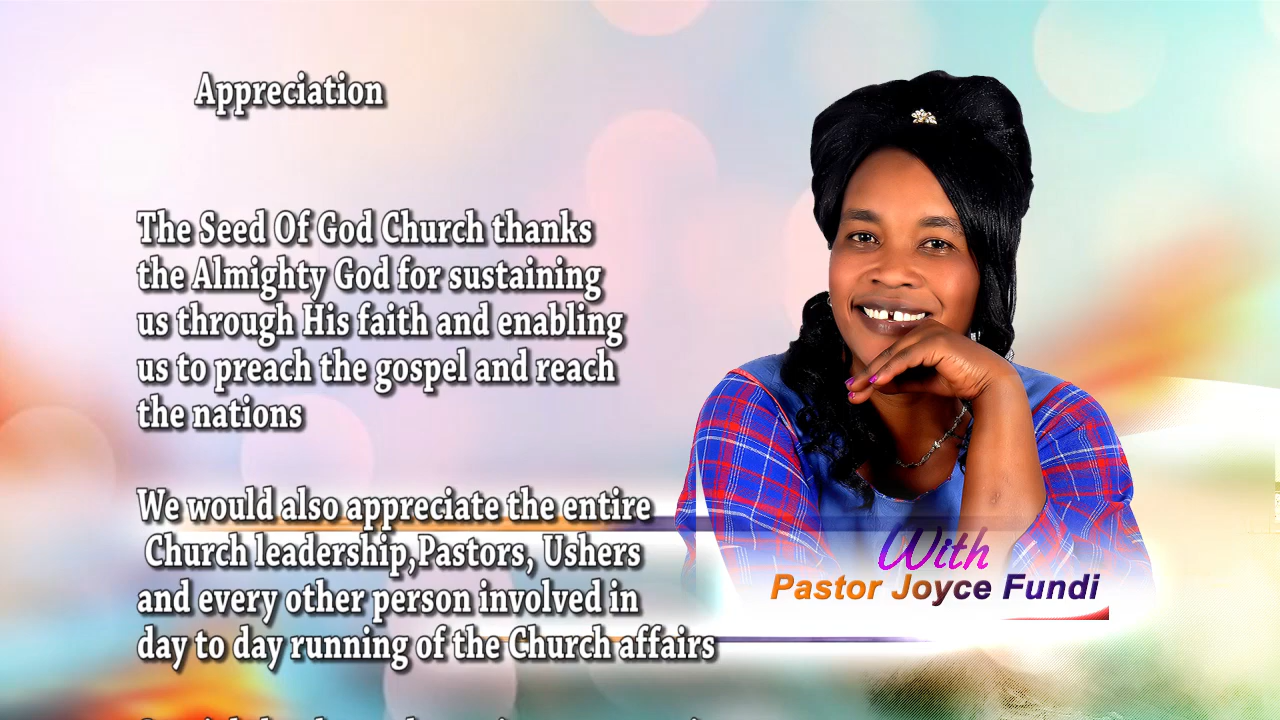 Appreciation
The Seed Of God Church thanks
the Almighty God for sustaining
us through His faith and enabling
us to preach the gospel and reach
the nations
We would also appreciate the entire
Church leadership,Pastors, Ushers
and every other person involved in
day to day running of the Church affairs
With
Pastor Joyce Fundi